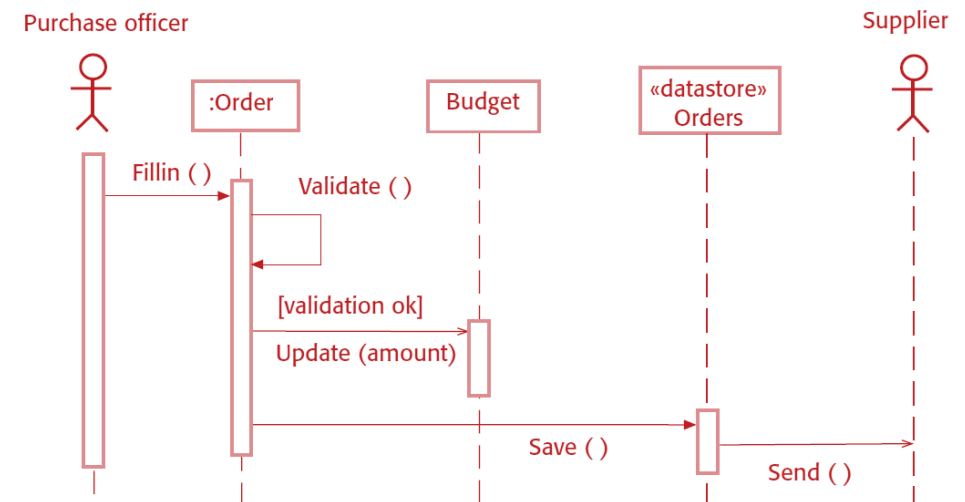 Purchase officer
Supplier
:Order
Budget
«datastore»
Orders
Fillin ( )
Validate ( )
[validation ok]
Update (amount)
Save ( )
Send ( )